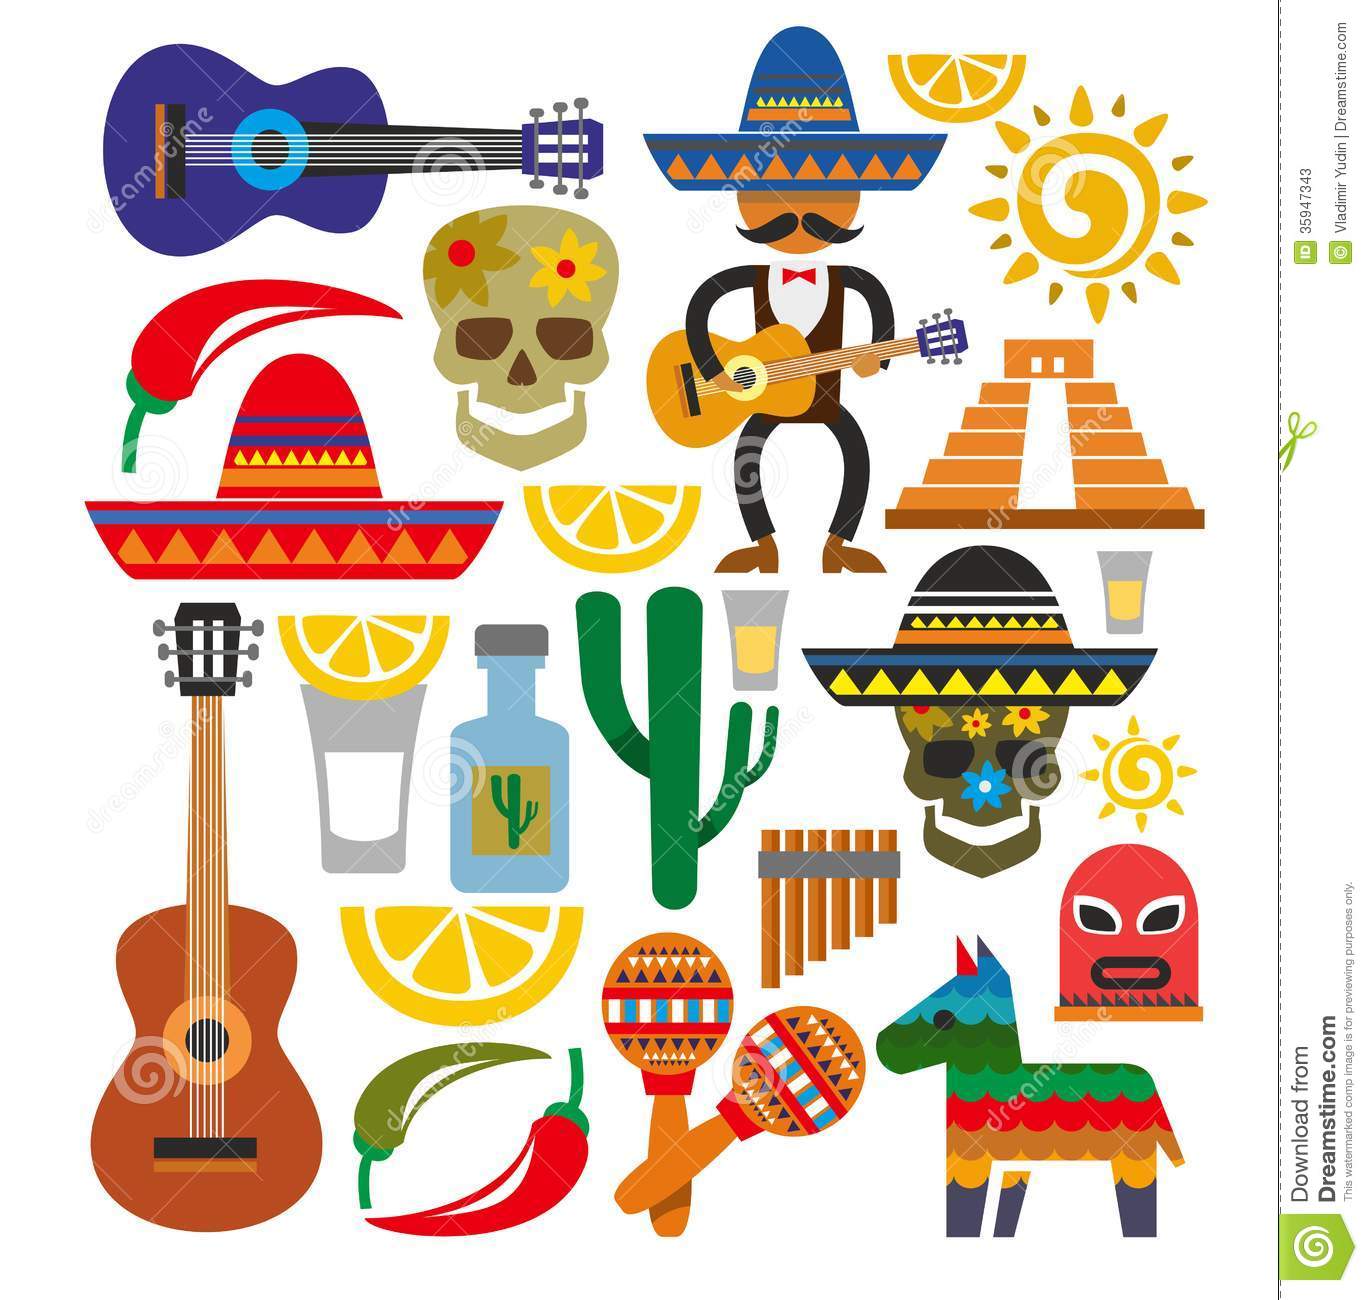 ID 35947343
© Vladimir Yudin | Dreamstime.com
Download from
Dreamstime.com
This watermarked comp image is for previewing purposes only.
dreamstime